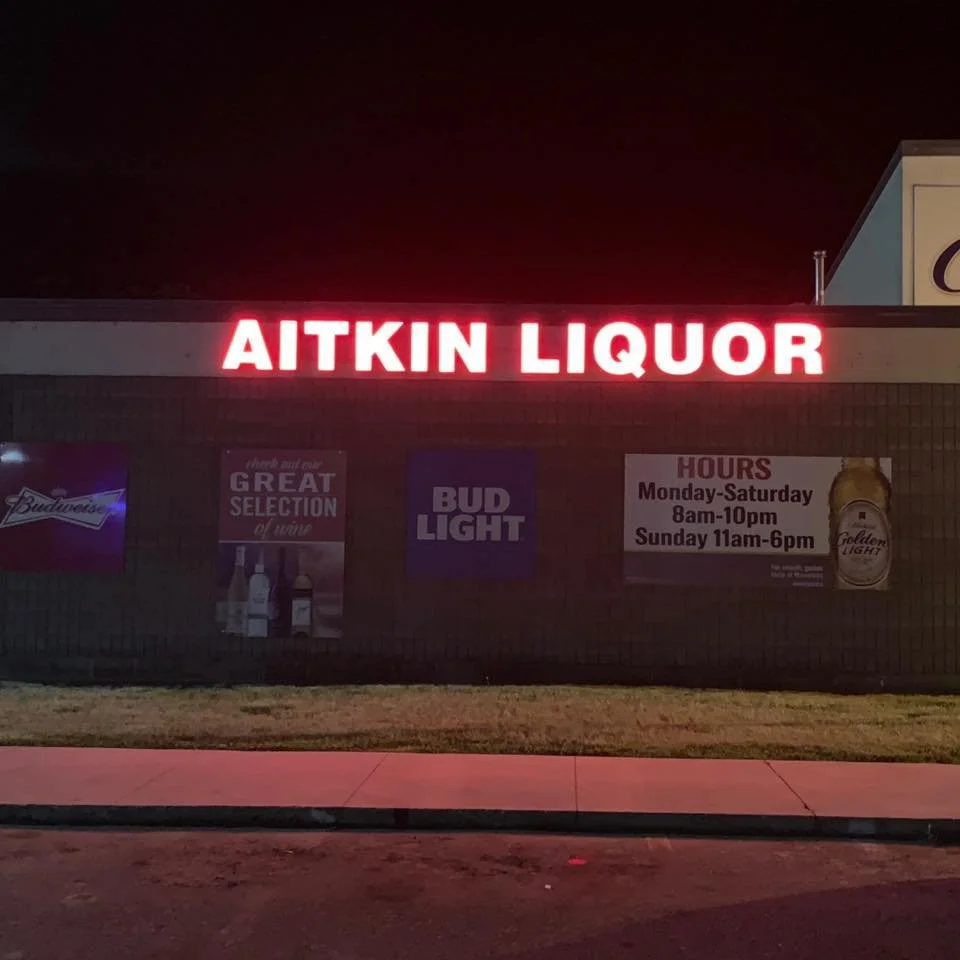 AITKIN LIQUOR
Budweiser
check out our
GREAT
SELECTION
of wine
BUD
LIGHT
HOURS
Monday-Saturday
8am-10pm
Sunday 11am-6pm
Golden
LIGHT